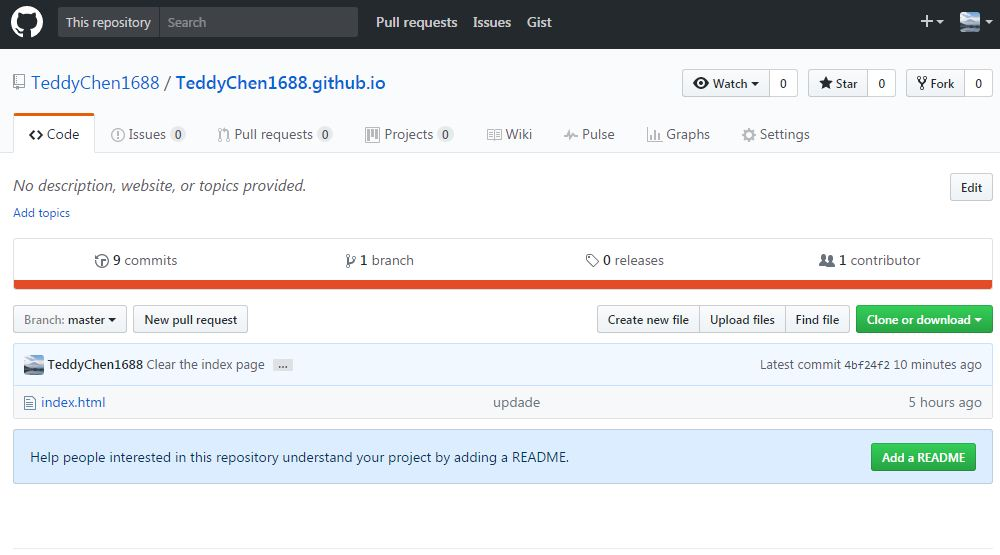 This repository Search Pull requests Issues Gist
TeddyChen1688 / TeddyChen1688.github.io Watch 0 Star 0 Fork 0
Code Issues 0 Pull requests 0 Projects 0 Wiki Pulse Graphs Settings
No description, website, or topics provided. Edit
Add topics
9 commits 1 branch 0 releases 1 contributor
Branch: master New pull request Create new file Upload files Find file Clone or download
TeddyChen1688 Clear the index page ... Latest commit 4bf24f2 10 minutes ago
index.html updade 5 hours ago
Help people interested in this repository understand your project by adding a README. Add a README